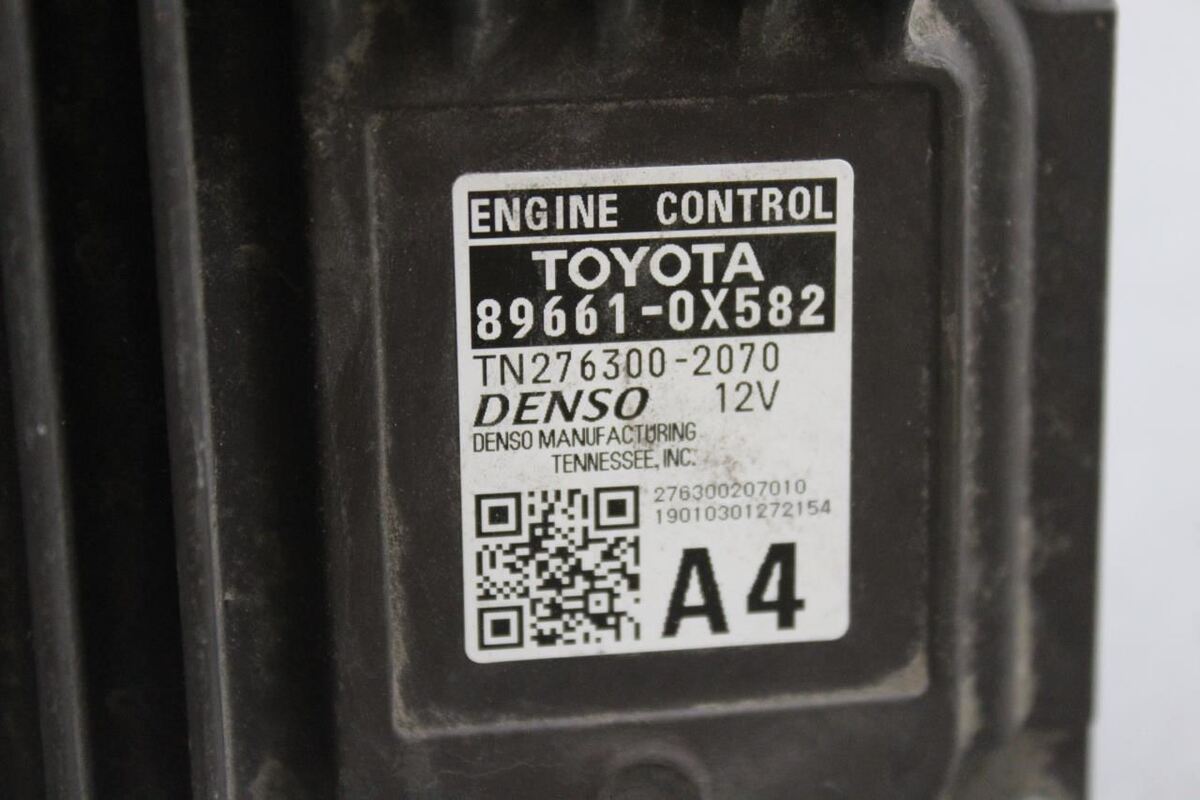 ENGINE CONTROL
TOYOTA
89661-0X582
TN276300-2070
DENSO 12V
DENSO MANUFACTURING
TENNESSEE, INC.
276300207010
19010301272154
A4